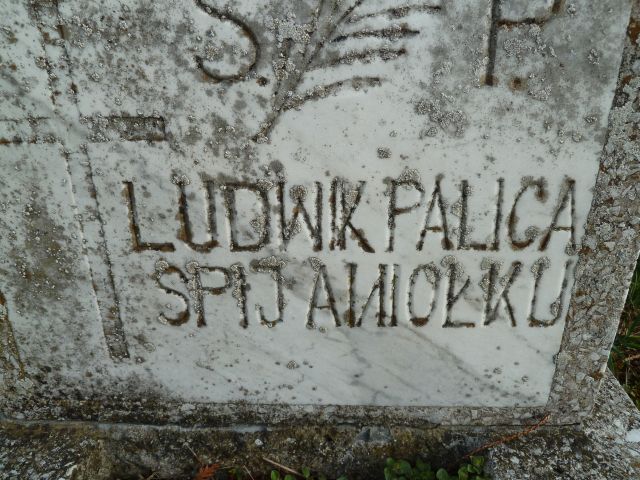 S. P.
LUDWIK PALICA
SPIJ ANIOŁKU